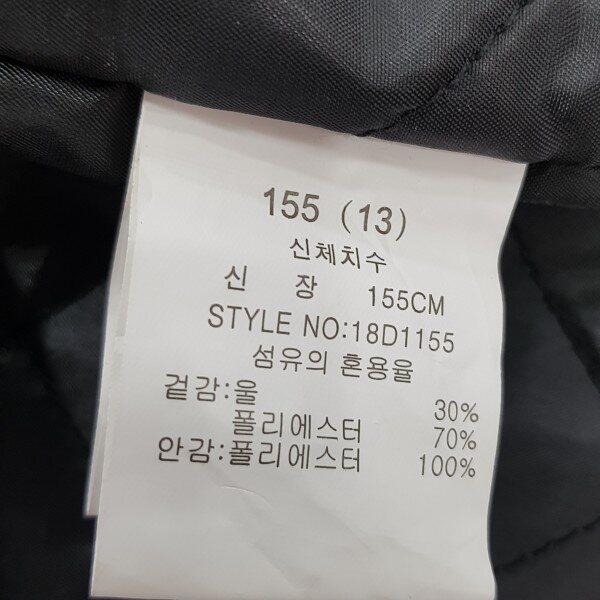 155 (13)
신체치수
신 장 155CM
STYLE NO:18D1155
섬유의 혼용율
겉감:울 30%
폴리에스터 70%
안감:폴리에스터 100%